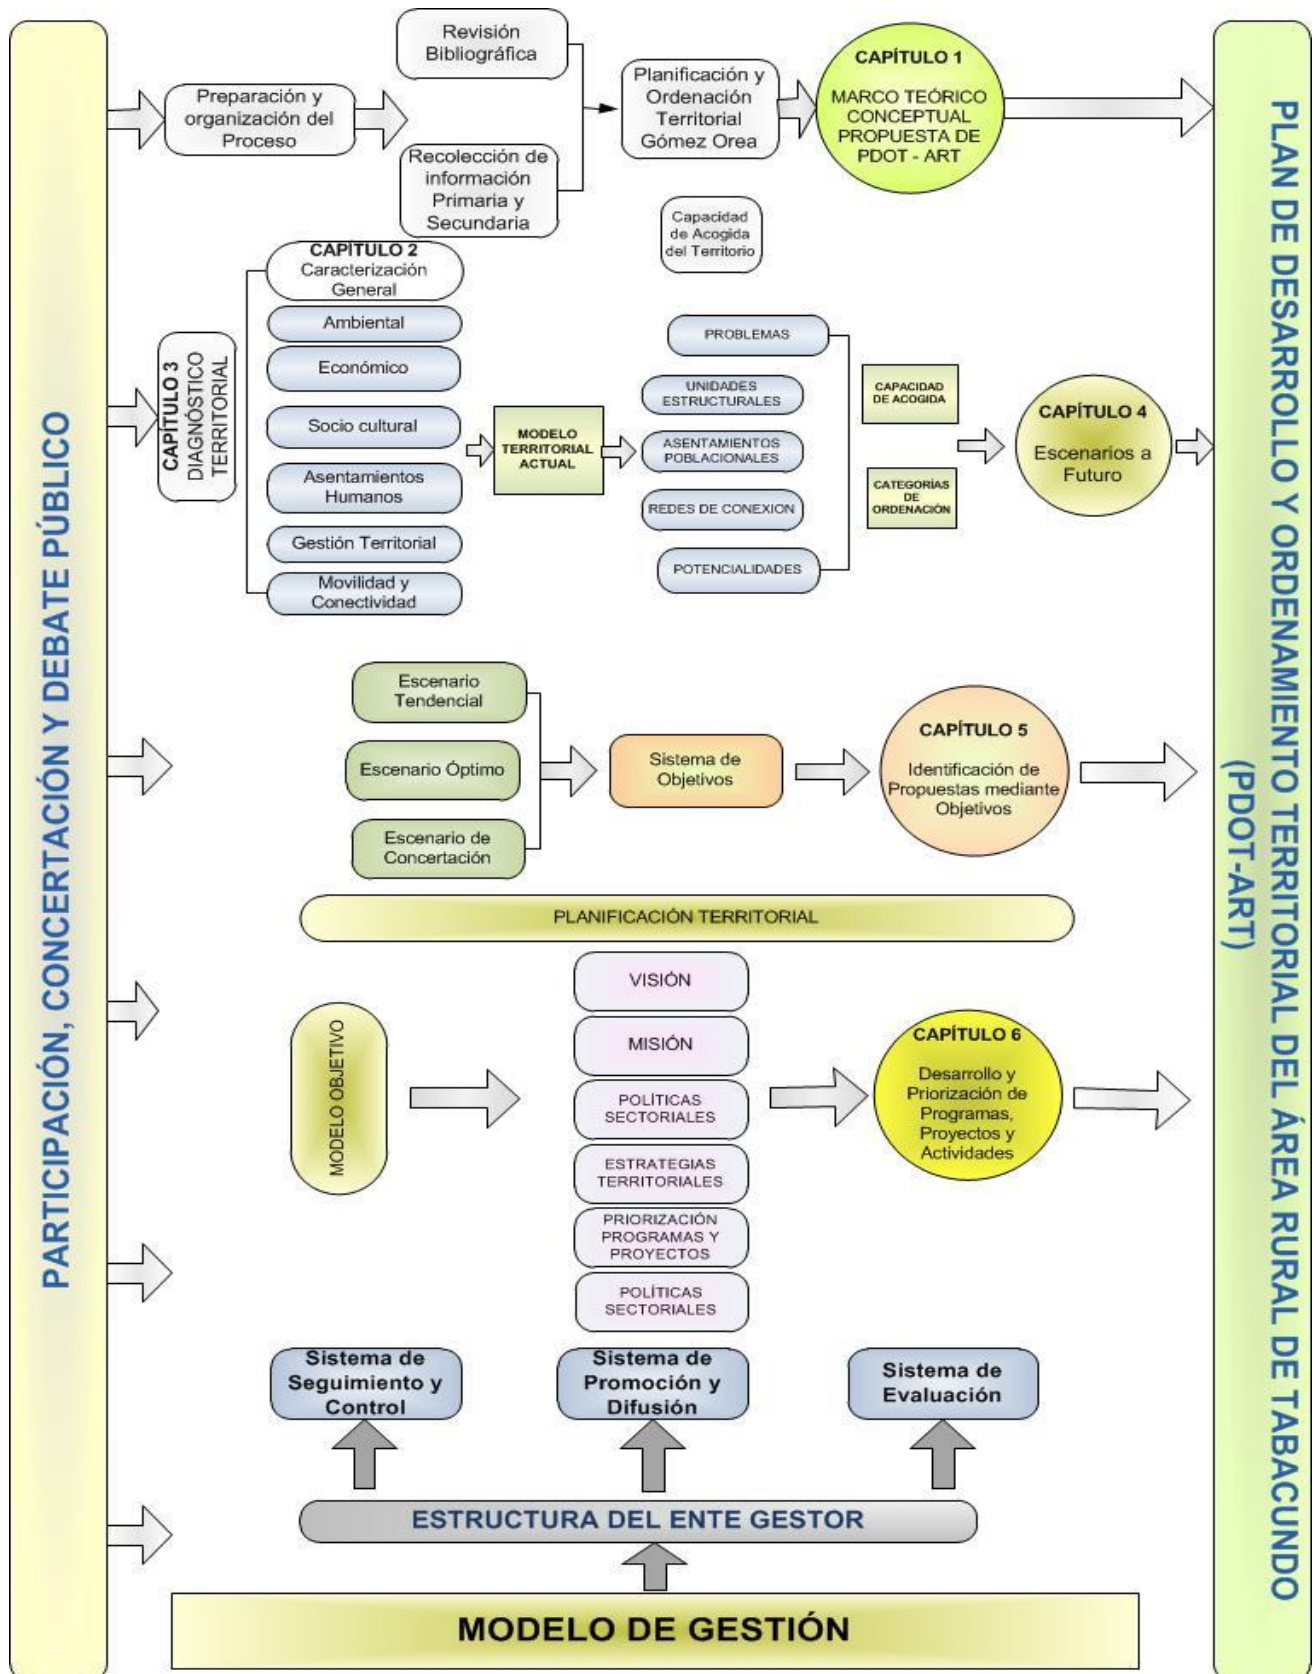 PARTICIPACIÓN, CONCERTACIÓN Y DEBATE PÚBLICO
Preparación y
organización del
Proceso
Revisión
Bibliográfica
Recolección de
información
Primaria y
Secundaria
Planificación y
Ordenación
Territorial
Gómez Orea
CAPÍTULO 1
MARCO TEÓRICO
CONCEPTUAL
PROPUESTA DE
PDOT - ART
Capacidad
de Acogida
del Territorio
CAPÍTULO 3
DIAGNÓSTICO
TERRITORIAL
CAPÍTULO 2
Caracterización
General
Ambiental
Económico
Socio cultural
Asentamientos
Humanos
Gestión Territorial
Movilidad y
Conectividad
MODELO
TERRITORIAL
ACTUAL
PROBLEMAS
UNIDADES
ESTRUCTURALES
ASENTAMIENTOS
POBLACIONALES
REDES DE CONEXION
POTENCIALIDADES
CAPACIDAD
DE ACOGIDA
CATEGORÍAS
DE
ORDENACIÓN
CAPÍTULO 4
Escenarios a
Futuro
Escenario
Tendencial
Escenario Óptimo
Escenario de
Concertación
Sistema de
Objetivos
CAPÍTULO 5
Identificación de
Propuestas mediante
Objetivos
PLANIFICACIÓN TERRITORIAL
MODELO OBJETIVO
VISIÓN
MISIÓN
POLÍTICAS
SECTORIALES
ESTRATEGIAS
TERRITORIALES
PRIORIZACIÓN
PROGRAMAS Y
PROYECTOS
POLÍTICAS
SECTORIALES
CAPÍTULO 6
Desarrollo y
Priorización de
Programas,
Proyectos y
Actividades
Sistema de
Seguimiento y
Control
Sistema de
Promoción y
Difusión
Sistema de
Evaluación
ESTRUCTURA DEL ENTE GESTOR
MODELO DE GESTIÓN
PLAN DE DESARROLLO Y ORDENAMIENTO TERRITORIAL DEL ÁREA RURAL DE TABACUNDO
(PDOT-ART)